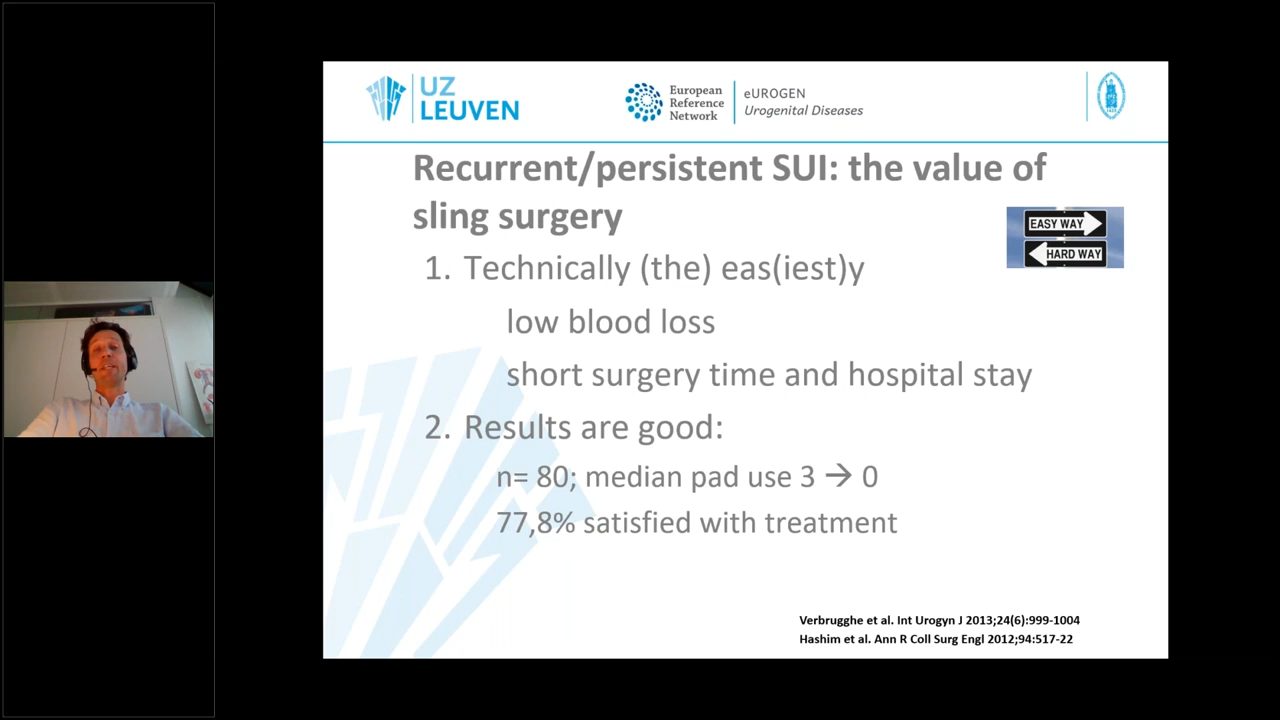 UZ
LEUVEN
European
Reference
Network
eUROGEN
Urogenital Diseases
Recurrent/persistent SUI: the value of
sling surgery
EASY WAY
HARD WAY
1. Technically (the) eas(iest)y
low blood loss
short surgery time and hospital stay
2. Results are good:
n= 80; median pad use 3 → 0
77,8% satisfied with treatment
Verbrugghe et al. Int Urogyn J 2013;24(6):999-1004
Hashim et al. Ann R Coll Surg Engl 2012;94:517-22